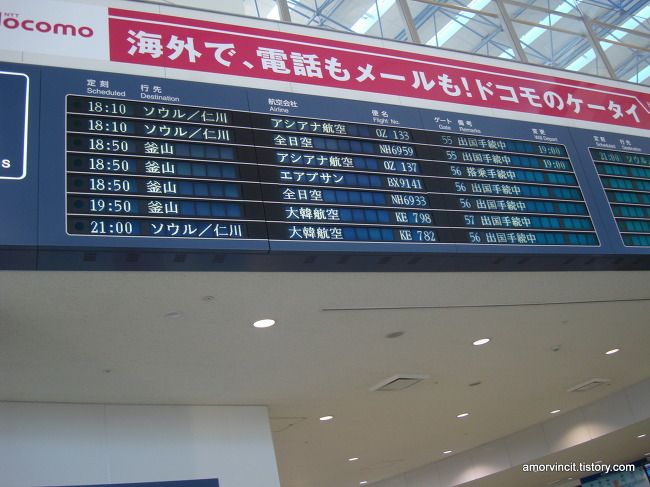 NTT
docomo
海外で、電話もメールも!ドコモのケータイ
定刻 行先 航空会社 便名 ゲート 備考 変更 定刻 行先
Scheduled Destination Airline Flight No. Gate Remarks Will Depart Scheduled Destination
18:10 ソウル／仁川 アシアナ航空 OZ 133 55 出国手続中 19:00
18:10 ソウル／仁川 全日空 NH6959 55 出国手続中 19:00
18:50 釜山 アシアナ航空 OZ 137 56 搭乗手続中
18:50 釜山 エアプサン BX9141 56 出国手続中
18:50 釜山 全日空 NH6933 56 出国手続中
19:50 釜山 大韓航空 KE 798 57 出国手続中
21:00 ソウル／仁川 大韓航空 KE 782 56 出国手続中
amorvincit.tistory.com